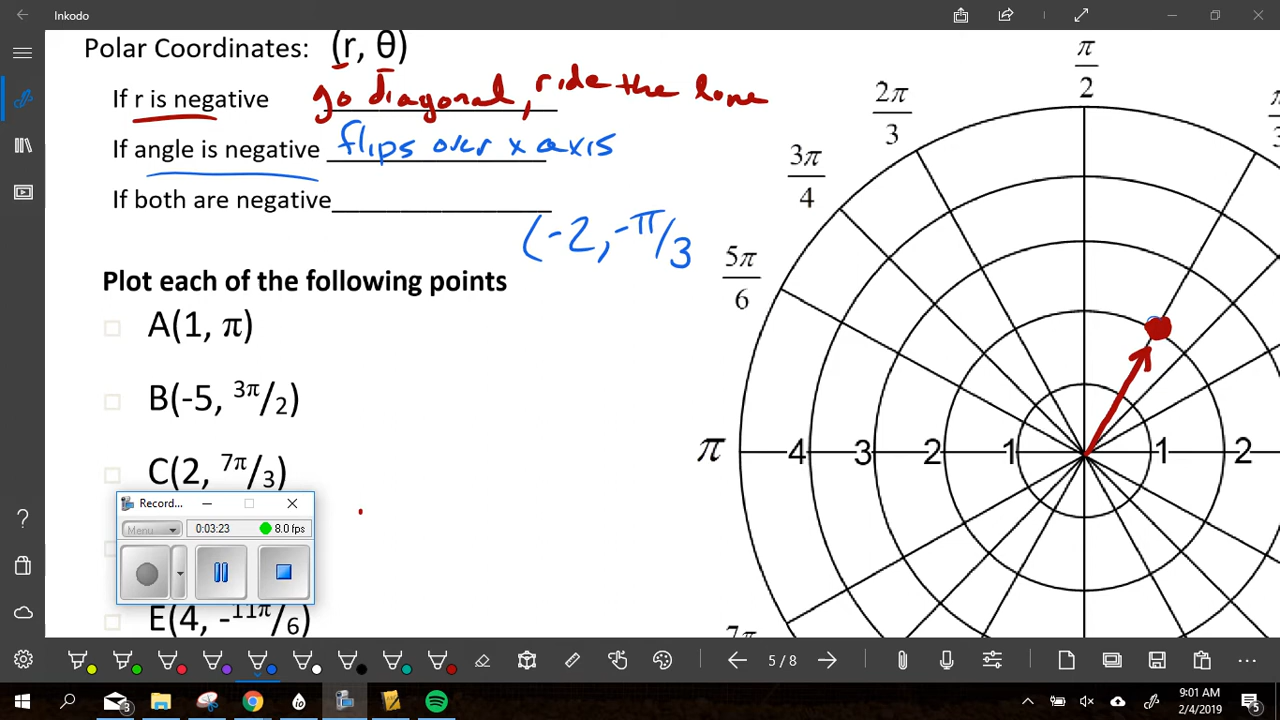 Inkodo
Polar Coordinates: (r, θ)
If r is negative go diagonal, ride the line
If angle is negative flips over x axis
If both are negative
(-2, -π/3
Plot each of the following points
A(1, π)
B(-5, 3π/2)
C(2, 7π/3)
E(4, -11π/6)
π/2
2π/3
3π/4
5π/6
π 4 3 2 1 1 2
Record...
Menu 0:03:23 8.0 fps
5 / 8
3
9:01 AM
2/4/2019